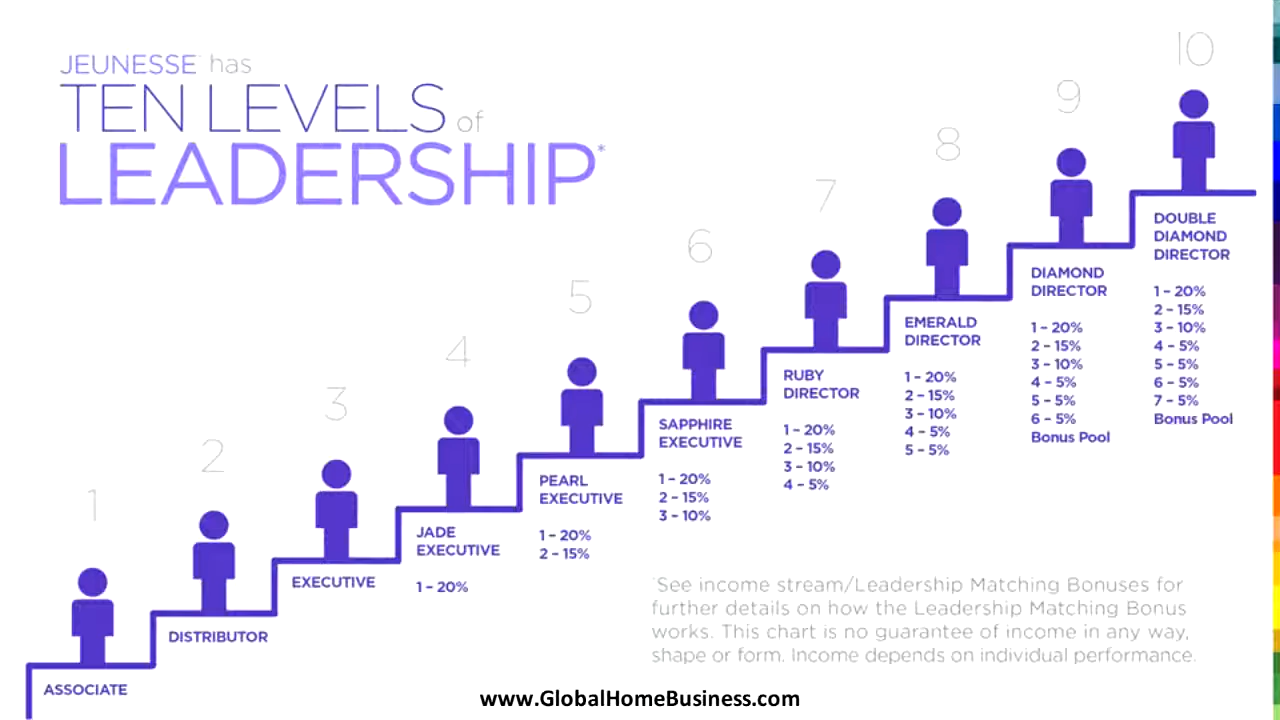 JEUNESSE™ has
TEN LEVELS of
LEADERSHIP*
1
ASSOCIATE
2
DISTRIBUTOR
3
EXECUTIVE
4
JADE
EXECUTIVE
1 – 20%
5
PEARL
EXECUTIVE
1 – 20%
2 – 15%
6
SAPPHIRE
EXECUTIVE
1 – 20%
2 – 15%
3 – 10%
7
RUBY
DIRECTOR
1 – 20%
2 – 15%
3 – 10%
4 – 5%
8
EMERALD
DIRECTOR
1 – 20%
2 – 15%
3 – 10%
4 – 5%
5 – 5%
9
DIAMOND
DIRECTOR
1 – 20%
2 – 15%
3 – 10%
4 – 5%
5 – 5%
6 – 5%
Bonus Pool
10
DOUBLE
DIAMOND
DIRECTOR
1 – 20%
2 – 15%
3 – 10%
4 – 5%
5 – 5%
6 – 5%
7 – 5%
Bonus Pool
*See income stream/Leadership Matching Bonuses for
further details on how the Leadership Matching Bonus
works. This chart is no guarantee of income in any way,
shape or form. Income depends on individual performance.
www.GlobalHomeBusiness.com